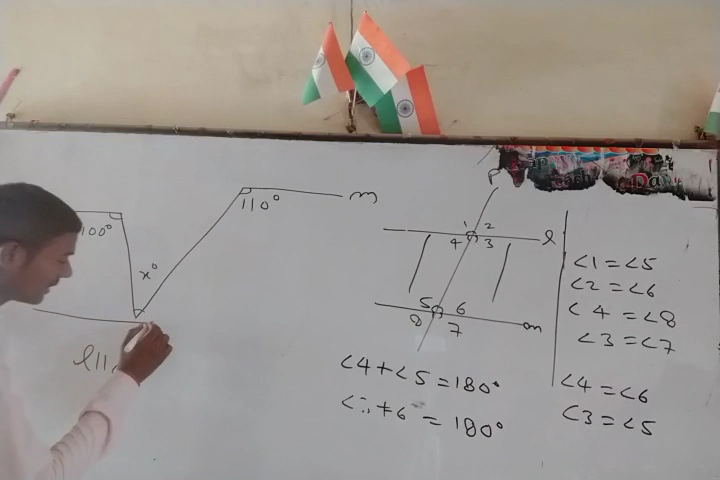 100°
x°
110°
m
l||
P
1 2
4 3
l
5 6
8 7
m
<4+<5=180°
<3+6=180°
<1=<5
<2=<6
<4=<8
<3=<7
<4=<6
<3=<5